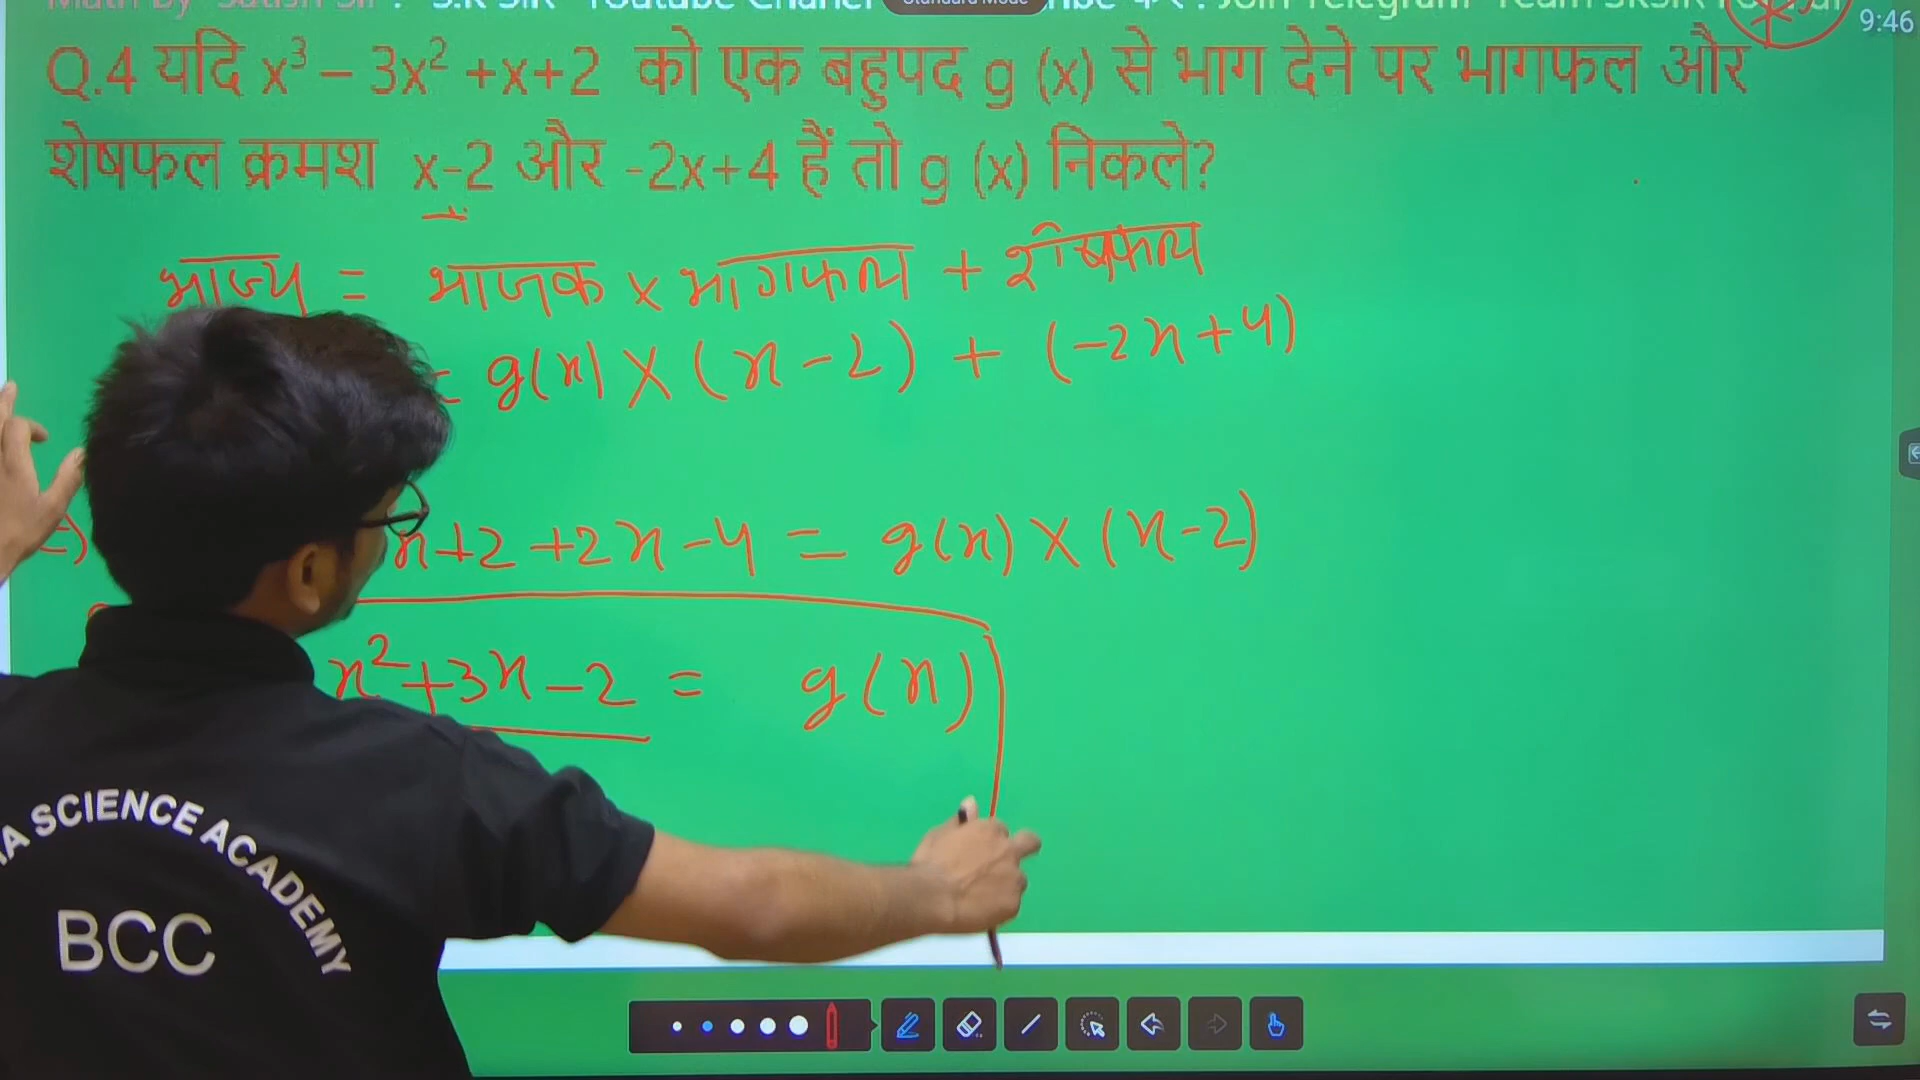 9:46
Q.4 यदि x³ – 3x² +x+2 को एक बहुपद g (x) से भाग देने पर भागफल और
शेषफल क्रमश x-2 और -2x+4 हैं तो g (x) निकले?
भाज्य = भाजक × भागफल + शेषफल
= g(x) × (x-2) + (-2x+4)
x+2+2x-4 = g(x) × (x-2)
x²+3x-2 = g(x)
SCIENCE ACADEMY
BCC